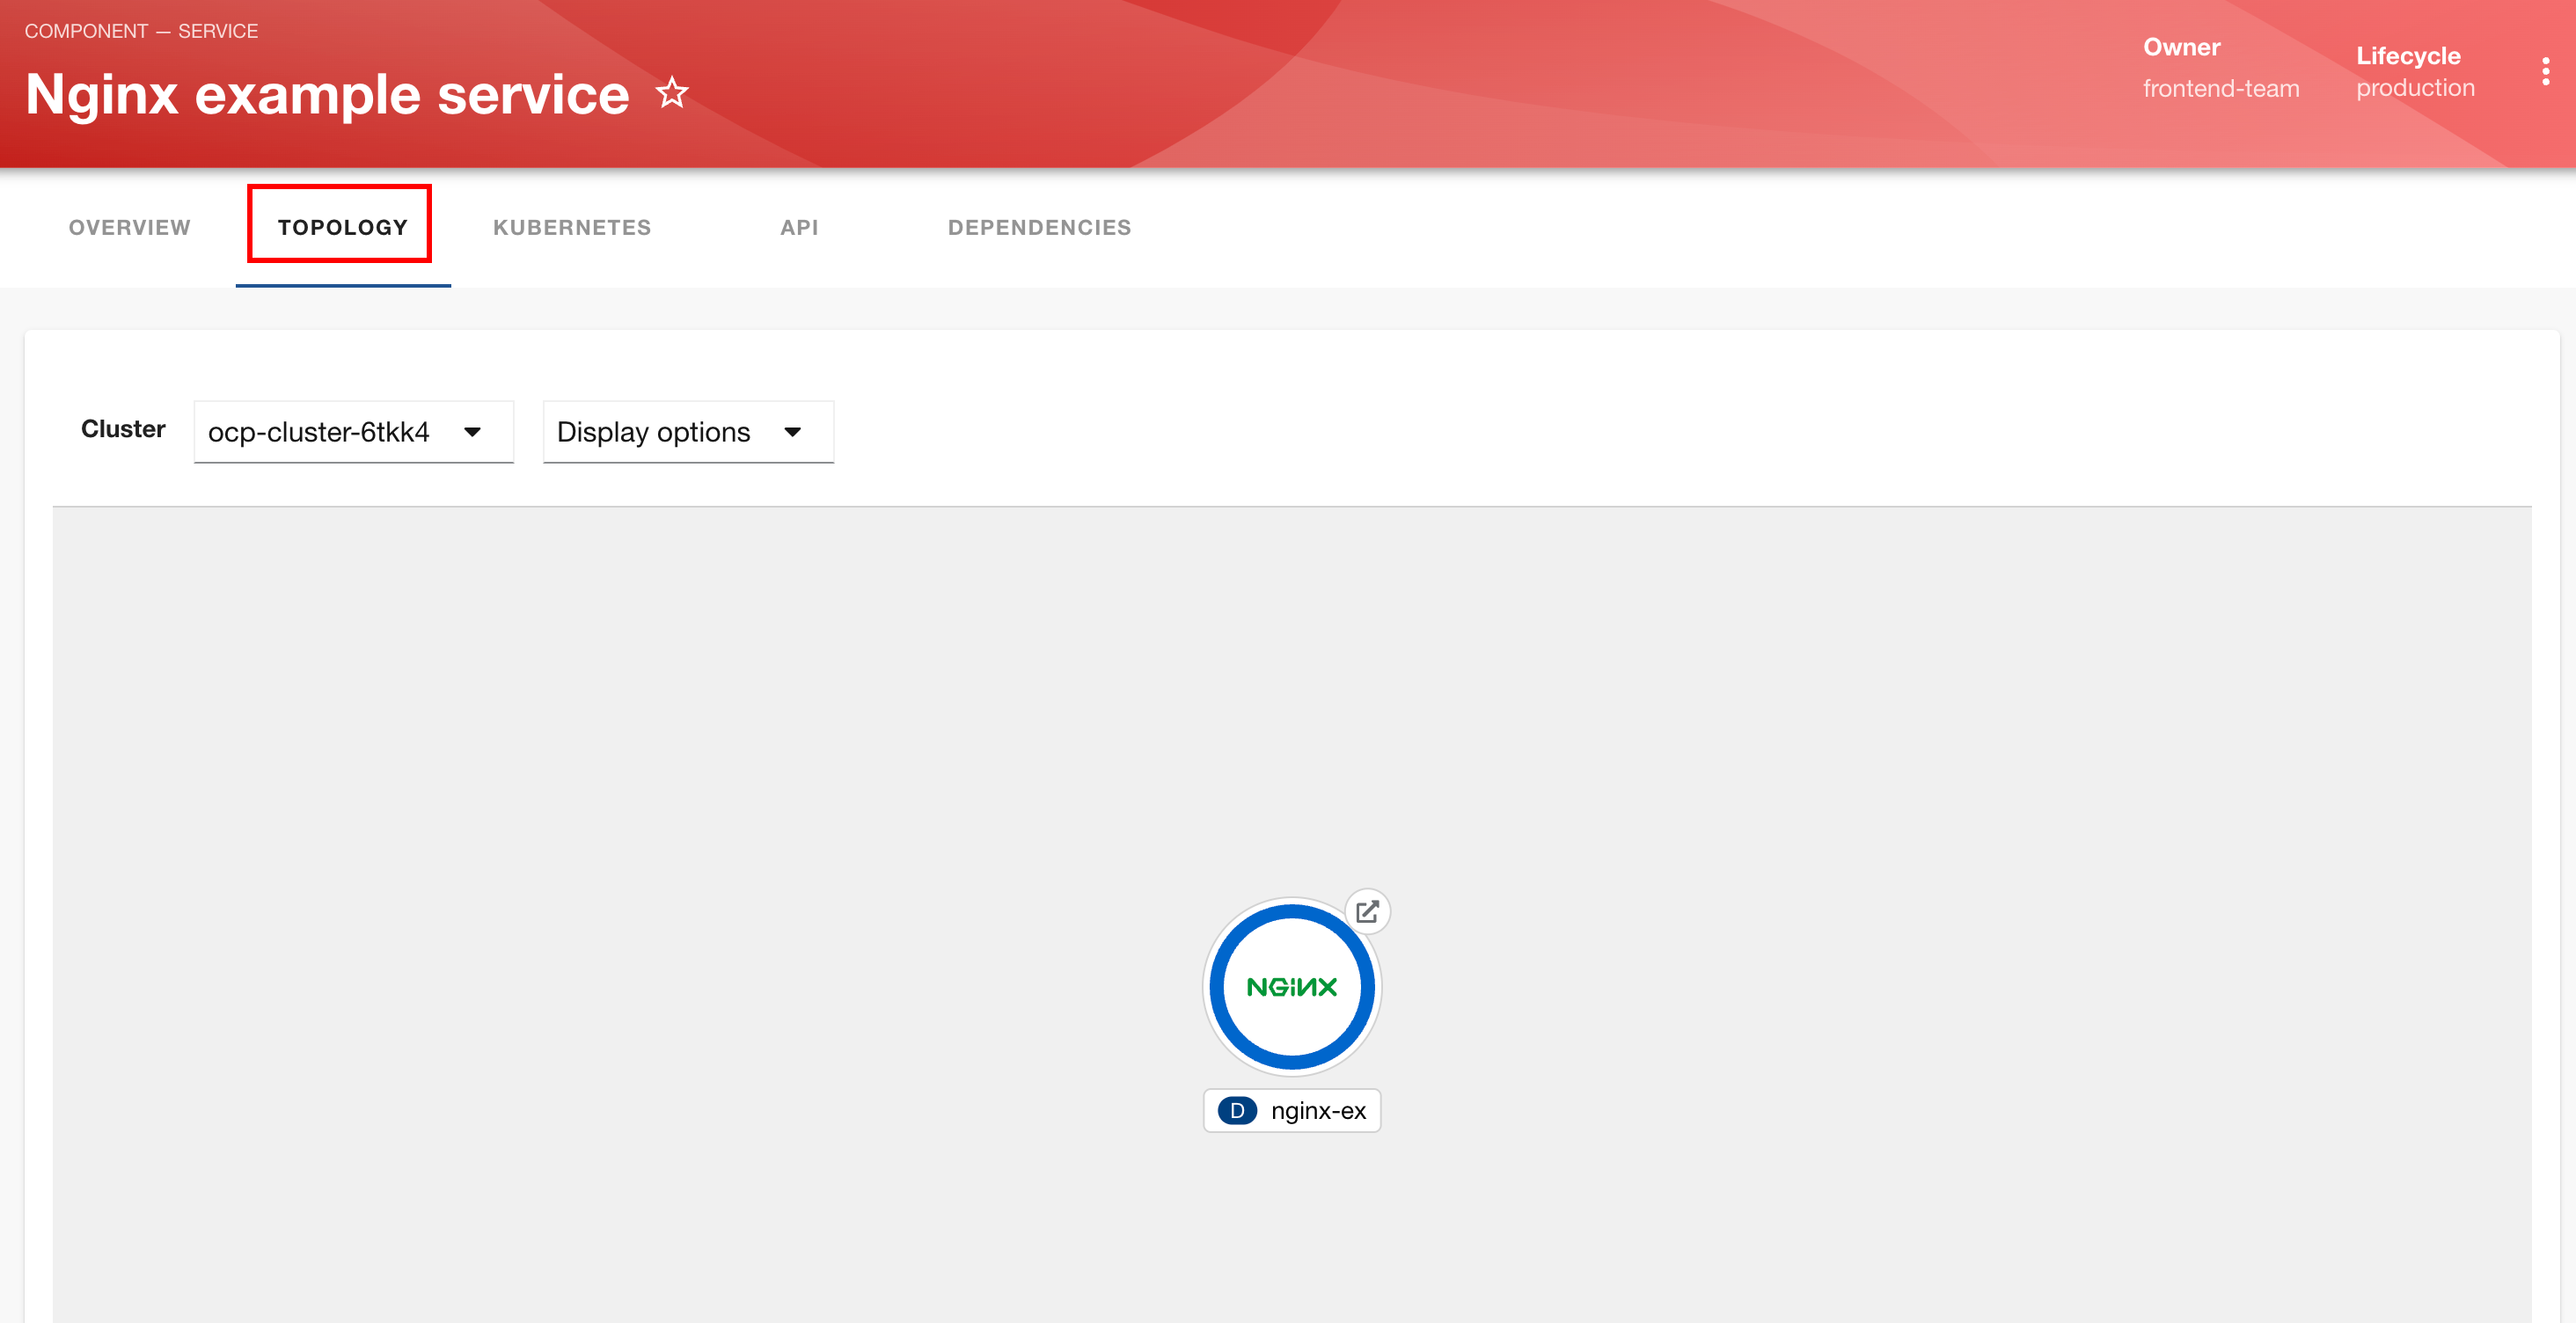 COMPONENT — SERVICE
Nginx example service
Owner
frontend-team
Lifecycle
production
OVERVIEW
TOPOLOGY
KUBERNETES
API
DEPENDENCIES
Cluster
ocp-cluster-6tkk4
Display options
NGINX
D nginx-ex